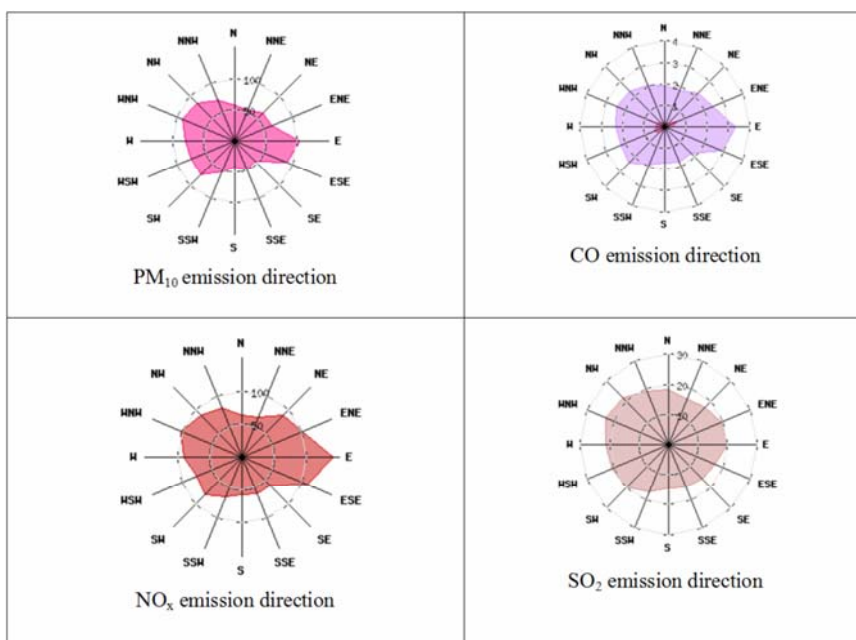 N
NNW NNE
NW NE
100
WNW ENE
50
W E
WSW ESE
SW SE
SSW SSE
S
PM₁₀ emission direction
N
4
NNW NNE
NW 3 NE
WNW ENE
1
W E
WSW ESE
SW SE
SSW SSE
S
CO emission direction
N
NNW NNE
NW NE
100
WNW ENE
50
W E
WSW ESE
SW SE
SSW SSE
S
NOₓ emission direction
N
30
NNW NNE
NW NE
20
WNW ENE
10
W E
WSW ESE
SW SE
SSW SSE
S
SO₂ emission direction